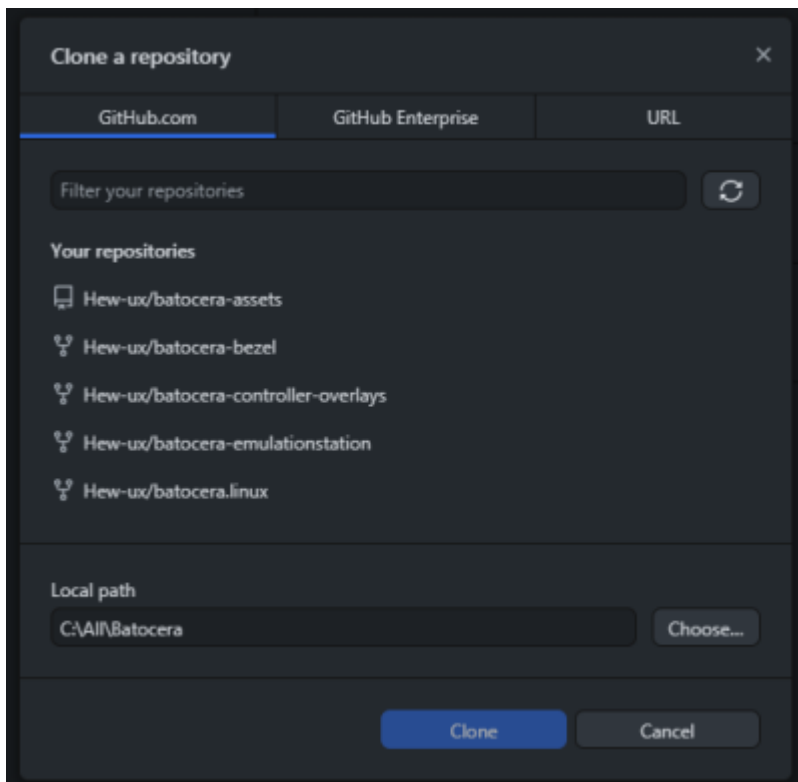 Clone a repository
GitHub.com GitHub Enterprise URL
Filter your repositories
Your repositories
Hew-ux/batocera-assets
Hew-ux/batocera-bezel
Hew-ux/batocera-controller-overlays
Hew-ux/batocera-emulationstation
Hew-ux/batocera.linux
Local path
C:\All\Batocera Choose...
Clone Cancel